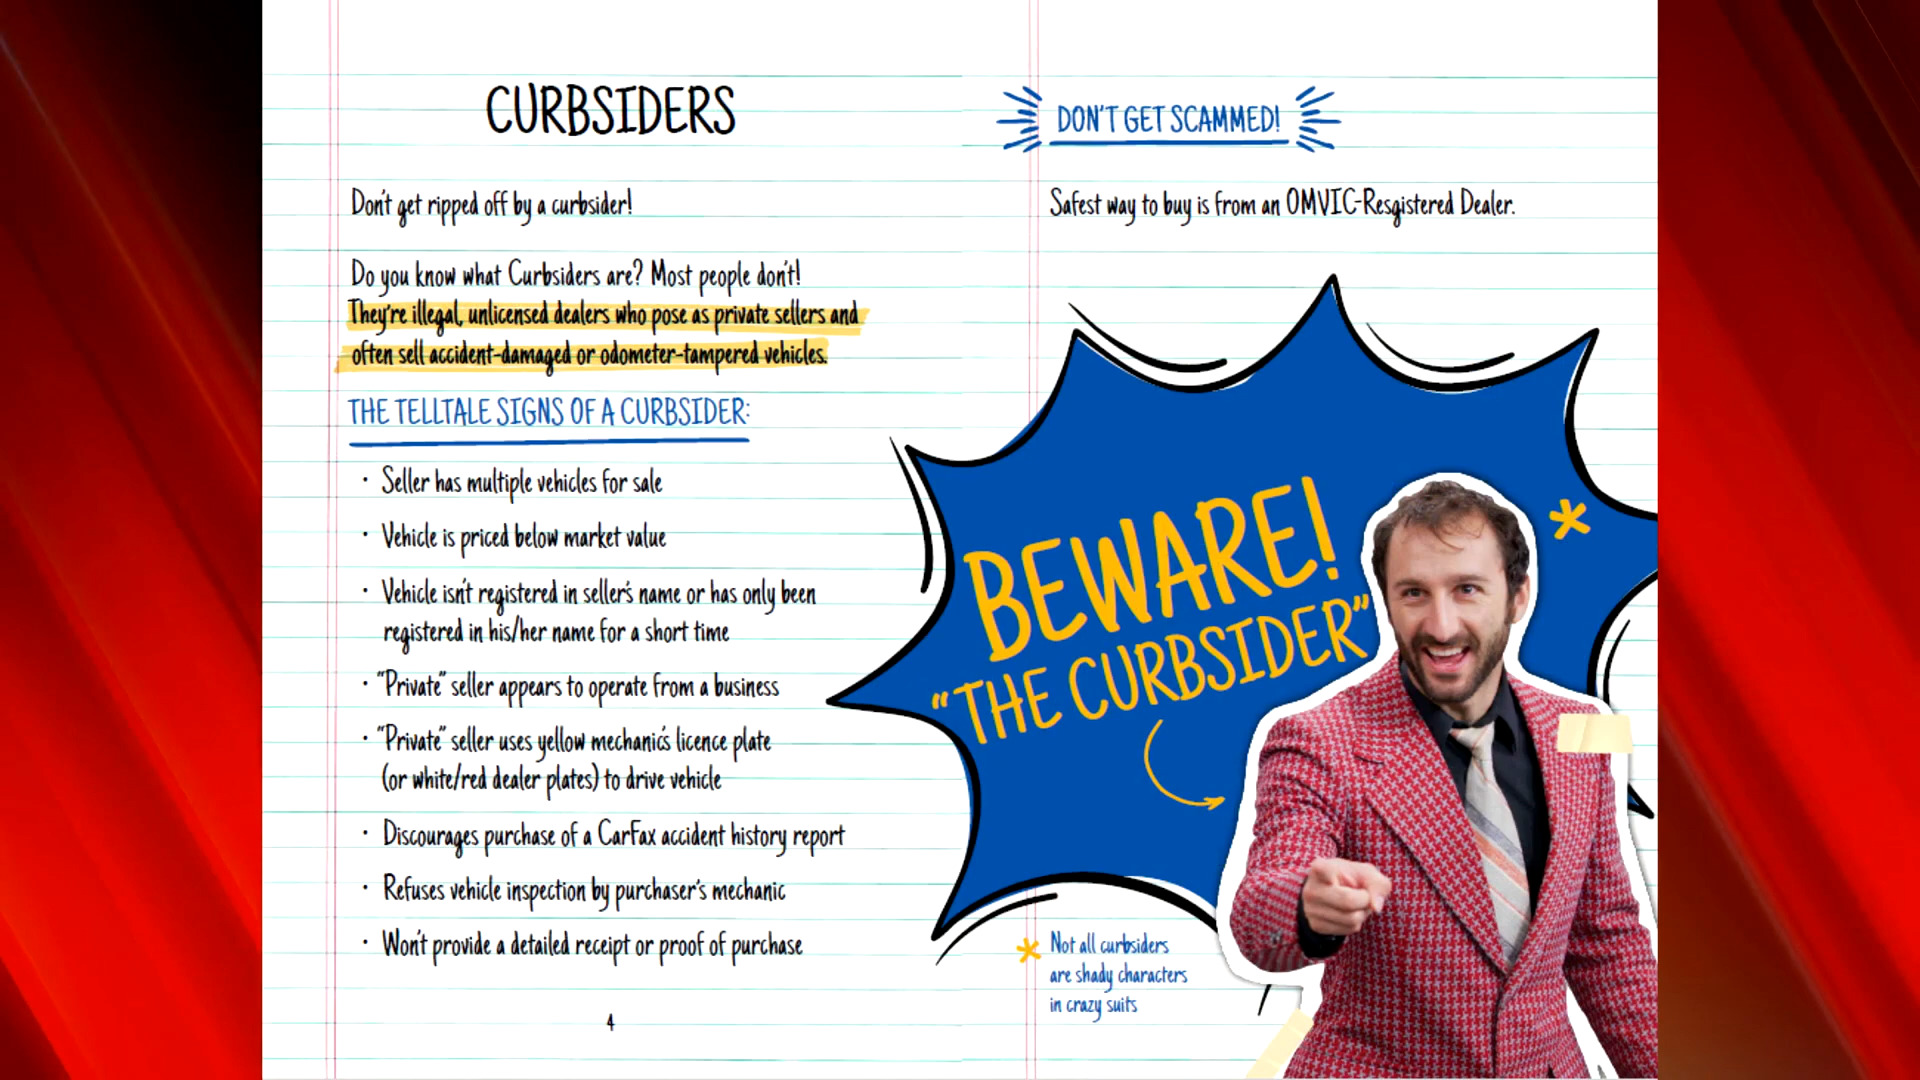 CURBSIDERS
Don't get ripped off by a curbsider!
Do you know what Curbsiders are? Most people don't!
They're illegal, unlicensed dealers who pose as private sellers and
often sell accident-damaged or odometer-tampered vehicles.
THE TELLTALE SIGNS OF A CURBSIDER:
· Seller has multiple vehicles for sale
· Vehicle is priced below market value
· Vehicle isn't registered in seller's name or has only been
registered in his/her name for a short time
· "Private" seller appears to operate from a business
· "Private" seller uses yellow mechanic's licence plate
(or white/red dealer plates) to drive vehicle
· Discourages purchase of a CarFax accident history report
· Refuses vehicle inspection by purchaser's mechanic
· Won't provide a detailed receipt or proof of purchase
4
DON'T GET SCAMMED!
Safest way to buy is from an OMVIC-Resgistered Dealer.
BEWARE!
"THE CURBSIDER"
*
* Not all curbsiders
are shady characters
in crazy suits